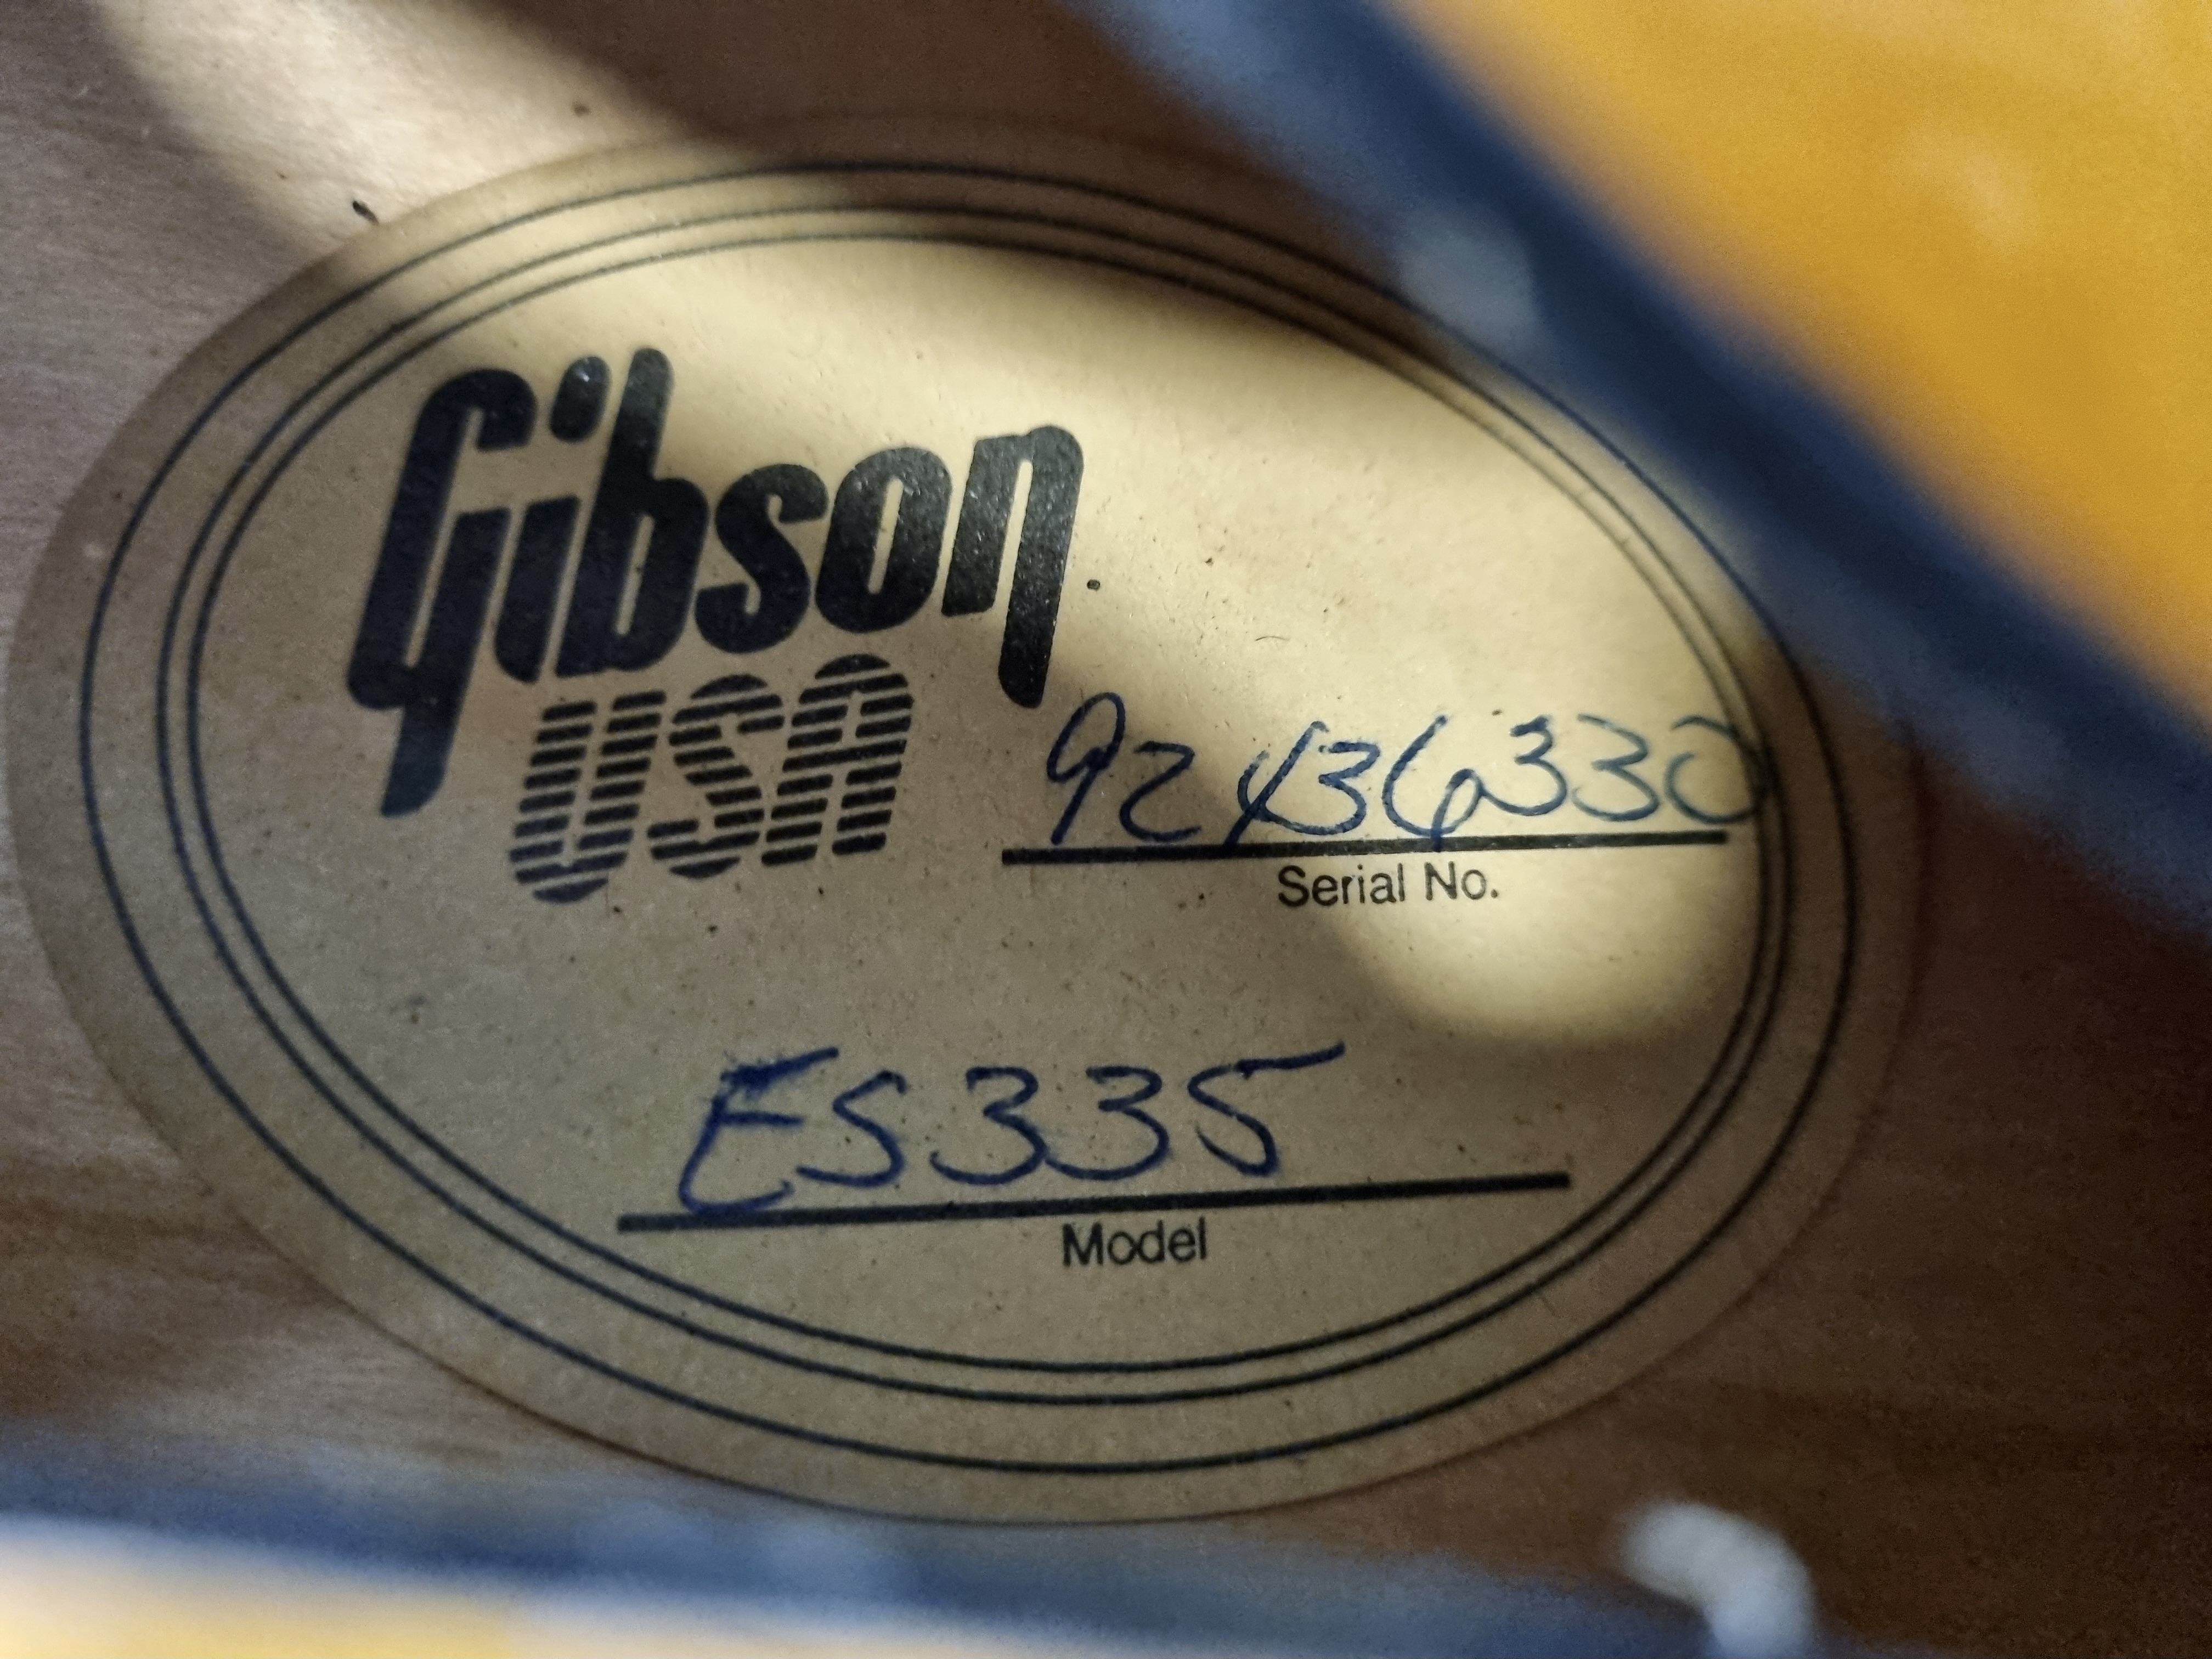 Gibson
USA
92436330
Serial No.
ES335
Model